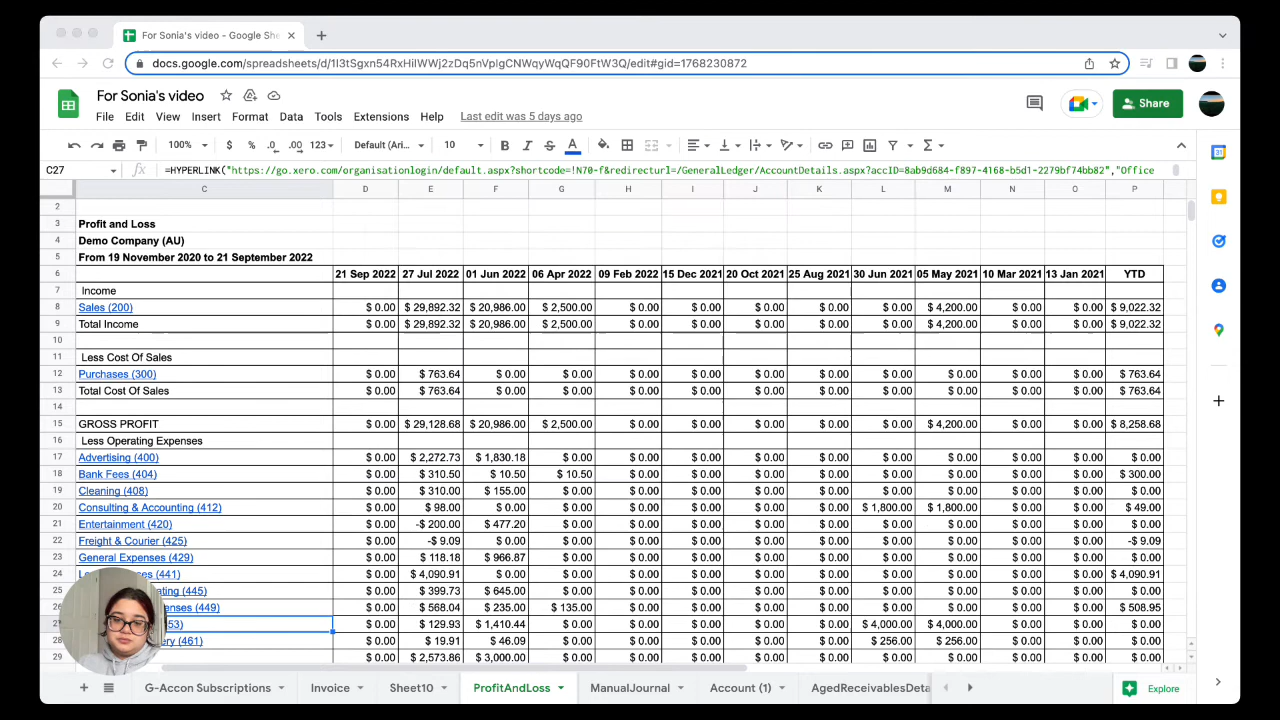 For Sonia's video - Google She
docs.google.com/spreadsheets/d/1I3tSgxn54RxHilWWj2zDq5nVplgCNWqyWqQF90FtW3Q/edit#gid=1768230872
For Sonia's video
File Edit View Insert Format Data Tools Extensions Help Last edit was 5 days ago
Share
100% $ % .0 .00 123 Default (Ari... 10
C27 =HYPERLINK("https://go.xero.com/organisationlogin/default.aspx?shortcode=!N70-f&redirecturl=/GeneralLedger/AccountDetails.aspx?accID=8ab9d684-f897-4168-b5d1-2279bf74bb82","Office
C D E F G H I J K L M N O P
2
3 Profit and Loss
4 Demo Company (AU)
5 From 19 November 2020 to 21 September 2022
6 21 Sep 2022 27 Jul 2022 01 Jun 2022 06 Apr 2022 09 Feb 2022 15 Dec 2021 20 Oct 2021 25 Aug 2021 30 Jun 2021 05 May 2021 10 Mar 2021 13 Jan 2021 YTD
7 Income
8 Sales (200) $ 0.00 $ 29,892.32 $ 20,986.00 $ 2,500.00 $ 0.00 $ 0.00 $ 0.00 $ 0.00 $ 0.00 $ 4,200.00 $ 0.00 $ 0.00 $ 9,022.32
9 Total Income $ 0.00 $ 29,892.32 $ 20,986.00 $ 2,500.00 $ 0.00 $ 0.00 $ 0.00 $ 0.00 $ 0.00 $ 4,200.00 $ 0.00 $ 0.00 $ 9,022.32
10
11 Less Cost Of Sales
12 Purchases (300) $ 0.00 $ 763.64 $ 0.00 $ 0.00 $ 0.00 $ 0.00 $ 0.00 $ 0.00 $ 0.00 $ 0.00 $ 0.00 $ 0.00 $ 763.64
13 Total Cost Of Sales $ 0.00 $ 763.64 $ 0.00 $ 0.00 $ 0.00 $ 0.00 $ 0.00 $ 0.00 $ 0.00 $ 0.00 $ 0.00 $ 0.00 $ 763.64
14
15 GROSS PROFIT $ 0.00 $ 29,128.68 $ 20,986.00 $ 2,500.00 $ 0.00 $ 0.00 $ 0.00 $ 0.00 $ 0.00 $ 4,200.00 $ 0.00 $ 0.00 $ 8,258.68
16 Less Operating Expenses
17 Advertising (400) $ 0.00 $ 2,272.73 $ 1,830.18 $ 0.00 $ 0.00 $ 0.00 $ 0.00 $ 0.00 $ 0.00 $ 0.00 $ 0.00 $ 0.00 $ 0.00
18 Bank Fees (404) $ 0.00 $ 310.50 $ 10.50 $ 10.50 $ 0.00 $ 0.00 $ 0.00 $ 0.00 $ 0.00 $ 0.00 $ 0.00 $ 0.00 $ 300.00
19 Cleaning (408) $ 0.00 $ 310.00 $ 155.00 $ 0.00 $ 0.00 $ 0.00 $ 0.00 $ 0.00 $ 0.00 $ 0.00 $ 0.00 $ 0.00 $ 0.00
20 Consulting & Accounting (412) $ 0.00 $ 98.00 $ 0.00 $ 0.00 $ 0.00 $ 0.00 $ 0.00 $ 0.00 $ 1,800.00 $ 1,800.00 $ 0.00 $ 0.00 $ 49.00
21 Entertainment (420) $ 0.00 -$ 200.00 $ 477.20 $ 0.00 $ 0.00 $ 0.00 $ 0.00 $ 0.00 $ 0.00 $ 0.00 $ 0.00 $ 0.00 $ 0.00
22 Freight & Courier (425) $ 0.00 -$ 9.09 $ 0.00 $ 0.00 $ 0.00 $ 0.00 $ 0.00 $ 0.00 $ 0.00 $ 0.00 $ 0.00 $ 0.00 -$ 9.09
23 General Expenses (429) $ 0.00 $ 118.18 $ 966.87 $ 0.00 $ 0.00 $ 0.00 $ 0.00 $ 0.00 $ 0.00 $ 0.00 $ 0.00 $ 0.00 $ 0.00
24 (441) $ 0.00 $ 4,090.91 $ 0.00 $ 0.00 $ 0.00 $ 0.00 $ 0.00 $ 0.00 $ 0.00 $ 0.00 $ 0.00 $ 0.00 $ 4,090.91
25 ating (445) $ 0.00 $ 399.73 $ 645.00 $ 0.00 $ 0.00 $ 0.00 $ 0.00 $ 0.00 $ 0.00 $ 0.00 $ 0.00 $ 0.00 $ 0.00
26 enses (449) $ 0.00 $ 568.04 $ 235.00 $ 135.00 $ 0.00 $ 0.00 $ 0.00 $ 0.00 $ 0.00 $ 0.00 $ 0.00 $ 0.00 $ 508.95
27 53) $ 0.00 $ 129.93 $ 1,410.44 $ 0.00 $ 0.00 $ 0.00 $ 0.00 $ 0.00 $ 4,000.00 $ 4,000.00 $ 0.00 $ 0.00 $ 0.00
28 ery (461) $ 0.00 $ 19.91 $ 46.09 $ 0.00 $ 0.00 $ 0.00 $ 0.00 $ 0.00 $ 256.00 $ 256.00 $ 0.00 $ 0.00 $ 0.00
29 $ 0.00 $ 2,573.86 $ 3,000.00 $ 0.00 $ 0.00 $ 0.00 $ 0.00 $ 0.00 $ 0.00 $ 0.00 $ 0.00 $ 0.00 $ 0.00
G-Accon Subscriptions Invoice Sheet10 ProfitAndLoss ManualJournal Account (1) AgedReceivablesDeta Explore